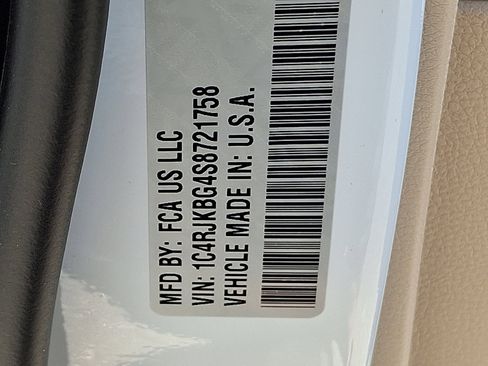 MFD BY: FCA US LLC
VIN: 1C4RJKBG4S8721758
VEHICLE MADE IN: U.S.A.